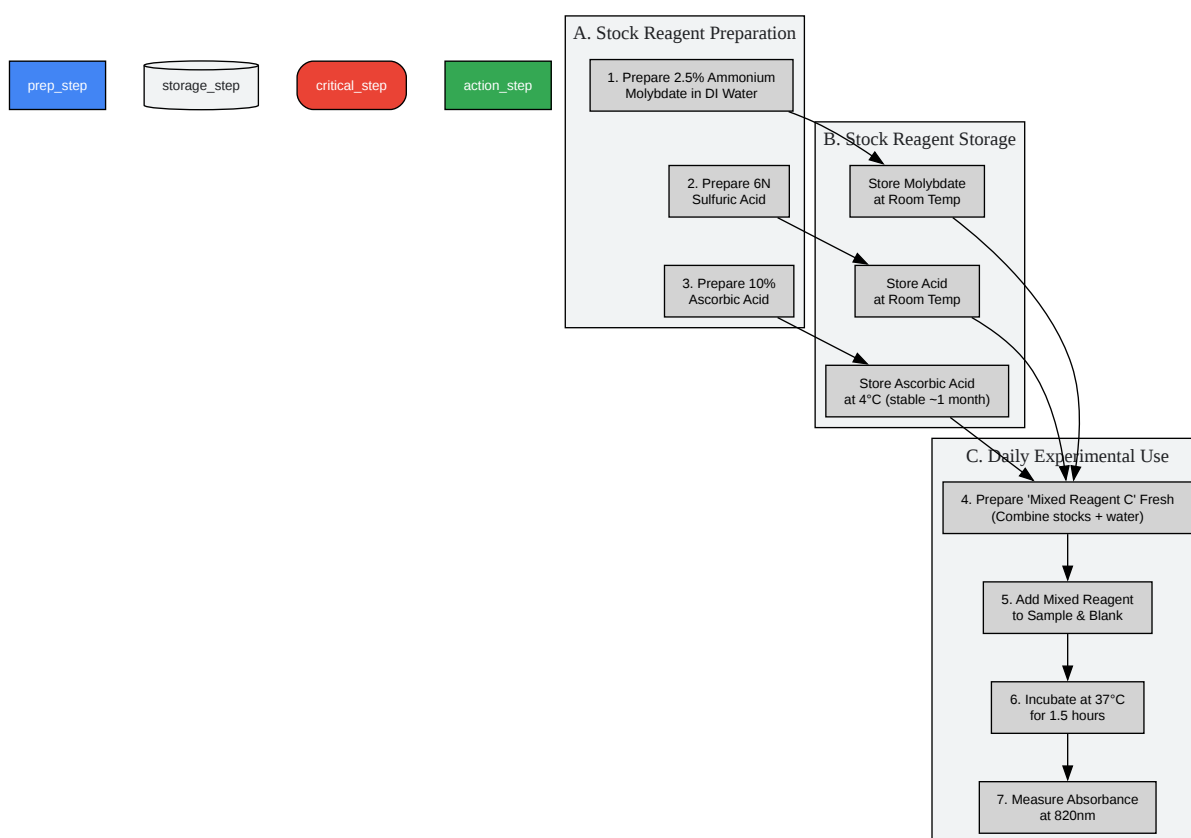 prep_step
storage_step
critical_step
action_step
A. Stock Reagent Preparation
1. Prepare 2.5% Ammonium
Molybdate in DI Water
2. Prepare 6N
Sulfuric Acid
3. Prepare 10%
Ascorbic Acid
B. Stock Reagent Storage
Store Molybdate
at Room Temp
Store Acid
at Room Temp
Store Ascorbic Acid
at 4°C (stable ~1 month)
C. Daily Experimental Use
4. Prepare 'Mixed Reagent C' Fresh
(Combine stocks + water)
5. Add Mixed Reagent
to Sample & Blank
6. Incubate at 37°C
for 1.5 hours
7. Measure Absorbance
at 820nm